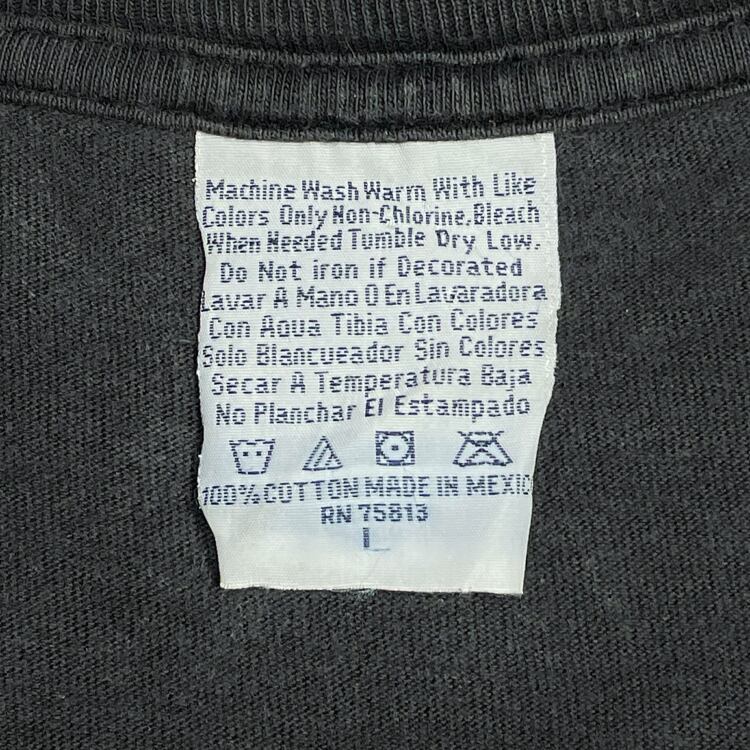 Machine Wash Warm With Like
Colors Only Non-Chlorine, Bleach
When Needed Tumble Dry Low.
Do Not iron if Decorated
Lavar A Mano O En Lavaradora
Con Aqua Tibia Con Colores
Solo Blancueador Sin Colores
Secar A Temperatura Baja
No Planchar El Estampado
100% COTTON MADE IN MEXICO
RN 75813
L